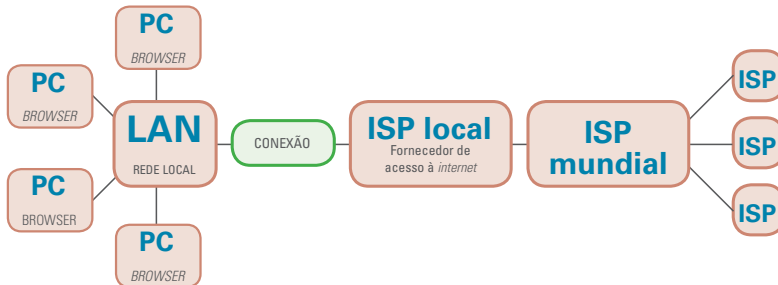 PC
BROWSER
PC
BROWSER
PC
BROWSER
PC
BROWSER
LAN
REDE LOCAL
CONEXÃO
ISP local
Fornecedor de
acesso à internet
ISP
mundial
ISP
ISP
ISP